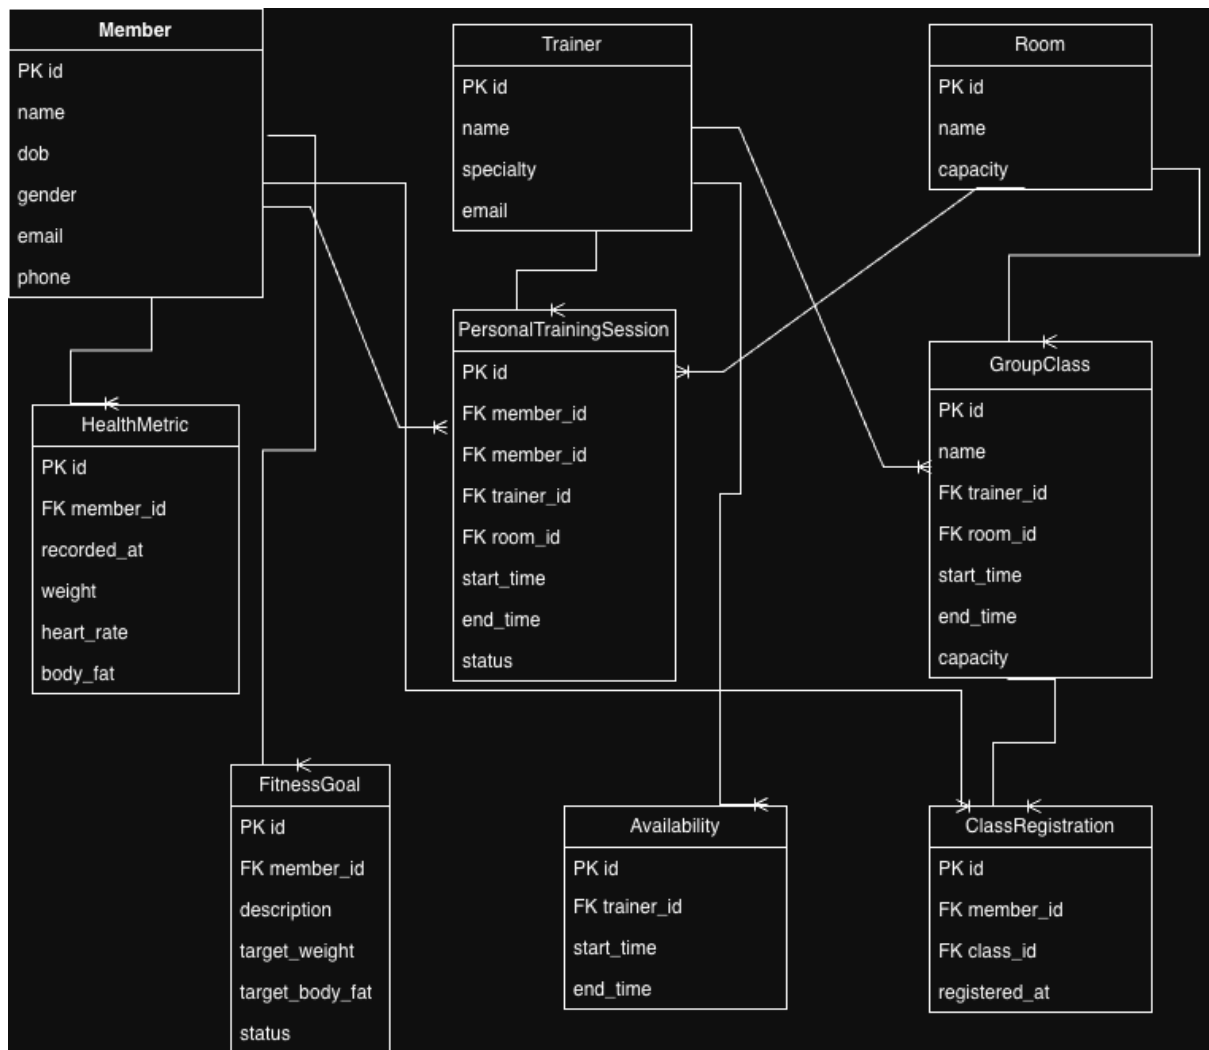 Member
PK id
name
dob
gender
email
phone
Trainer
PK id
name
specialty
email
Room
PK id
name
capacity
HealthMetric
PK id
FK member_id
recorded_at
weight
heart_rate
body_fat
PersonalTrainingSession
PK id
FK member_id
FK member_id
FK trainer_id
FK room_id
start_time
end_time
status
GroupClass
PK id
name
FK trainer_id
FK room_id
start_time
end_time
capacity
FitnessGoal
PK id
FK member_id
description
target_weight
target_body_fat
status
Availability
PK id
FK trainer_id
start_time
end_time
ClassRegistration
PK id
FK member_id
FK class_id
registered_at